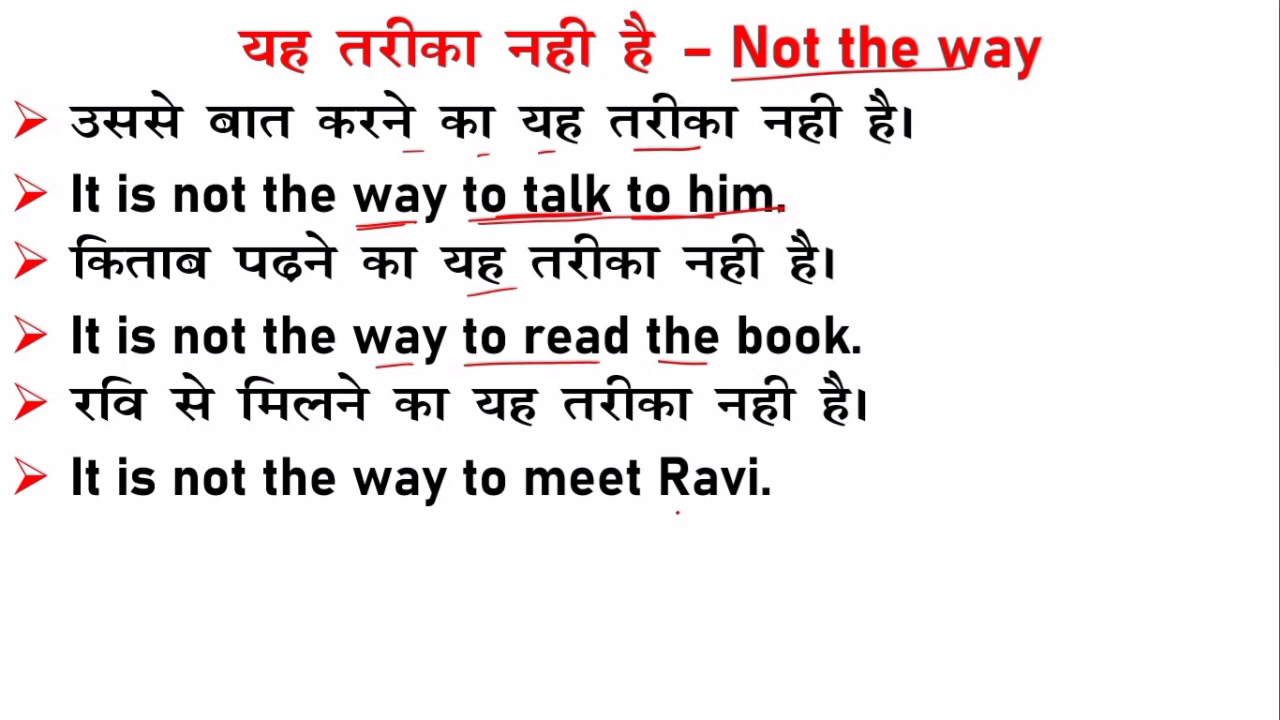 यह तरीका नही है – Not the way
➢ उससे बात करने का यह तरीका नही है।
➢ It is not the way to talk to him.
➢ किताब पढ़ने का यह तरीका नही है।
➢ It is not the way to read the book.
➢ रवि से मिलने का यह तरीका नही है।
➢ It is not the way to meet Ravi.